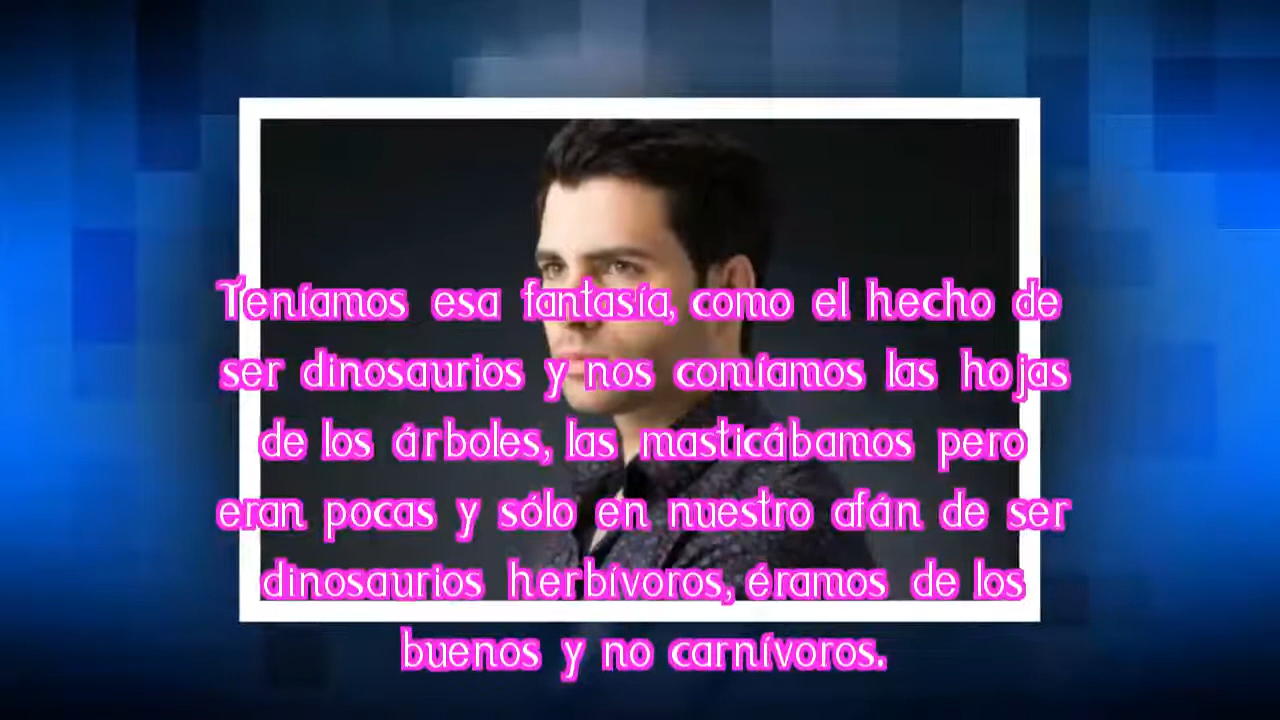 Teníamos esa fantasía, como el hecho de
ser dinosaurios y nos comíamos las hojas
de los árboles, las masticábamos pero
eran pocas y sólo en nuestro afán de ser
dinosaurios herbívoros, éramos de los
buenos y no carnívoros.